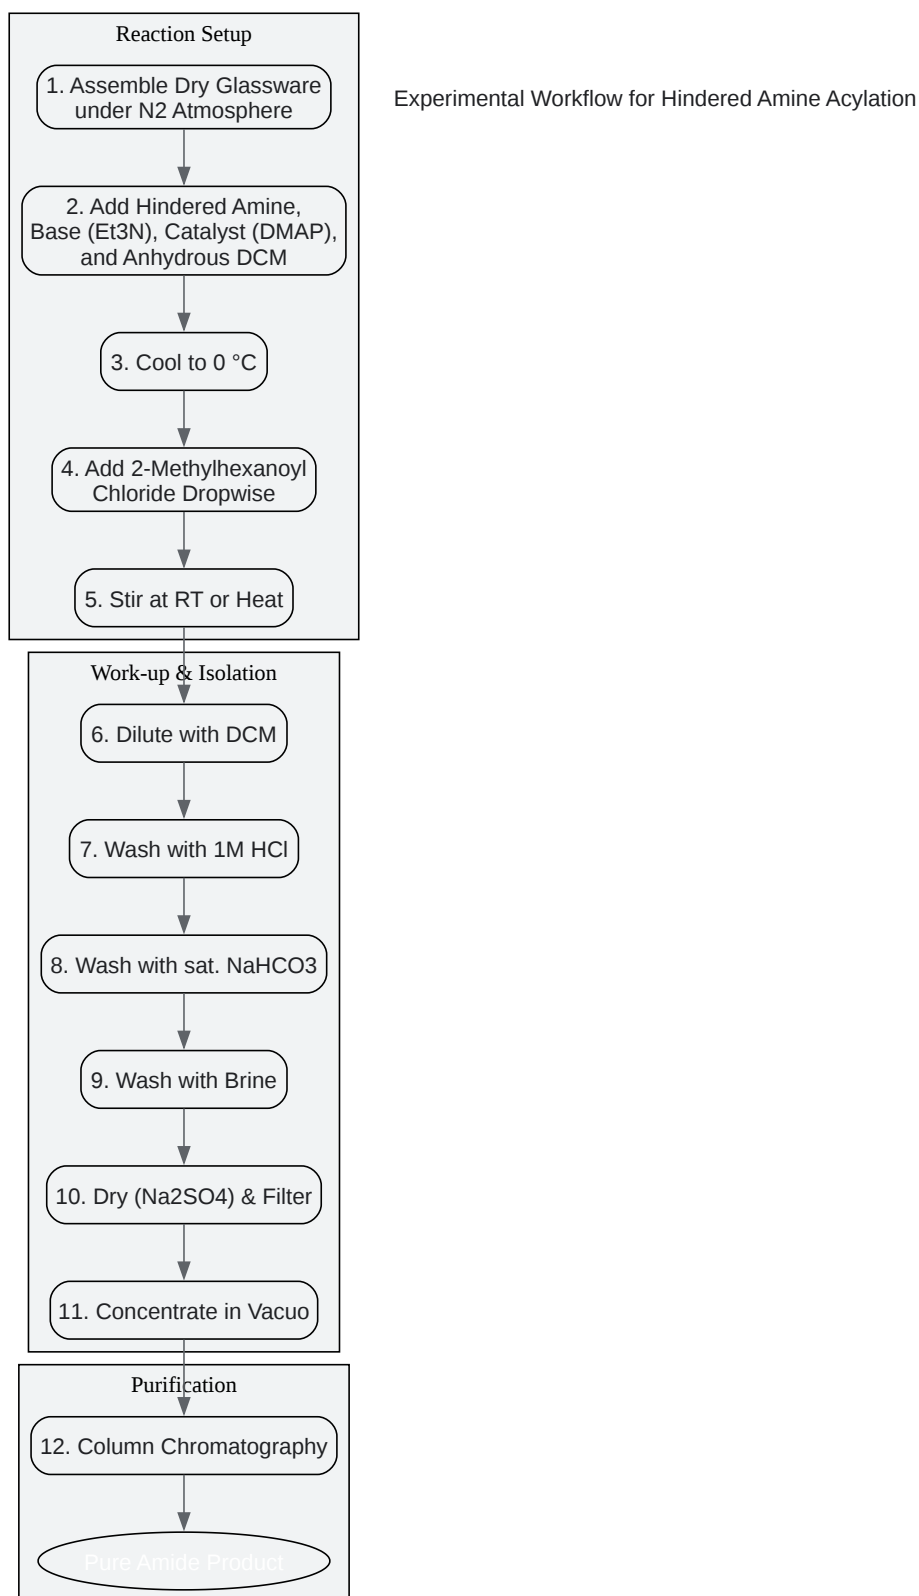 Reaction Setup
1. Assemble Dry Glassware
under N2 Atmosphere
Experimental Workflow for Hindered Amine Acylation
2. Add Hindered Amine,
Base (Et3N), Catalyst (DMAP),
and Anhydrous DCM
3. Cool to 0 °C
4. Add 2-Methylhexanoyl
Chloride Dropwise
5. Stir at RT or Heat
Work-up & Isolation
6. Dilute with DCM
7. Wash with 1M HCl
8. Wash with sat. NaHCO3
9. Wash with Brine
10. Dry (Na2SO4) & Filter
11. Concentrate in Vacuo
Purification
12. Column Chromatography
Pure Amide Product